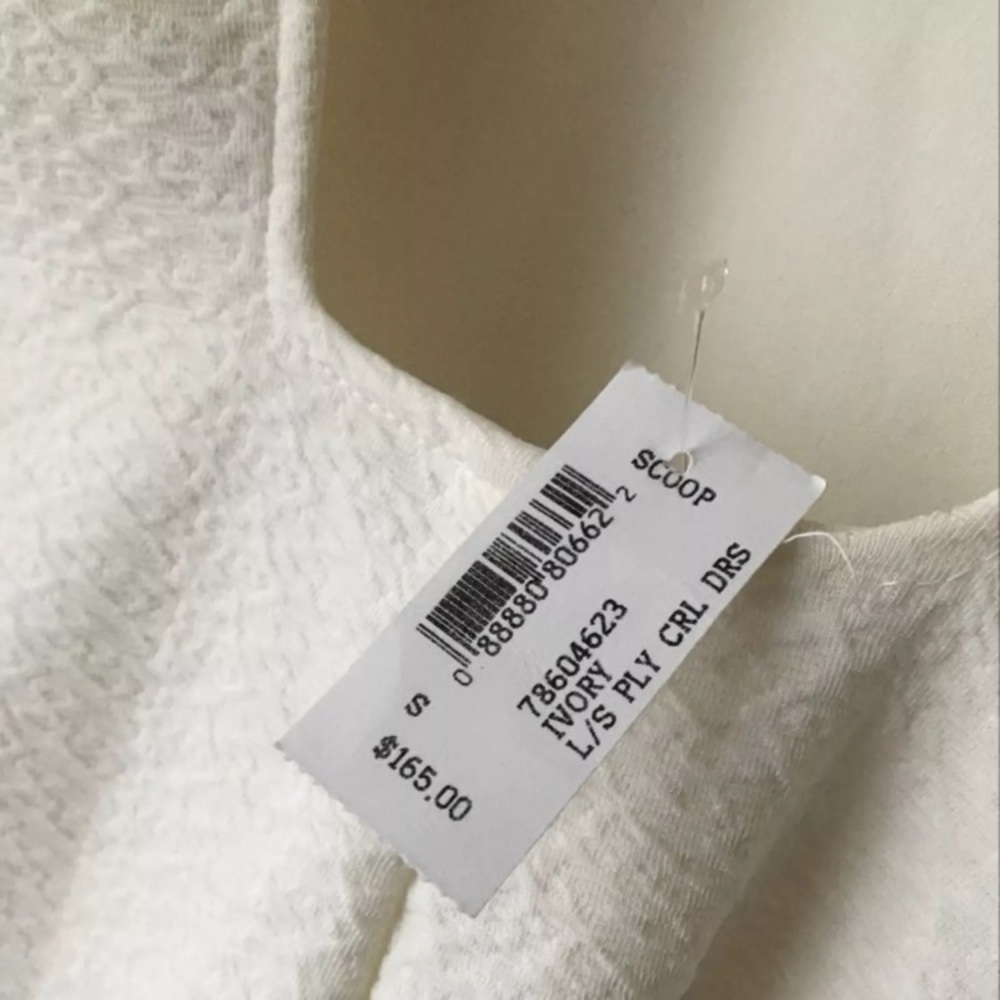 SCOOP
0 88880 80662 2
78604623
IVORY
L/S PLY CRL DRS
S
$165.00